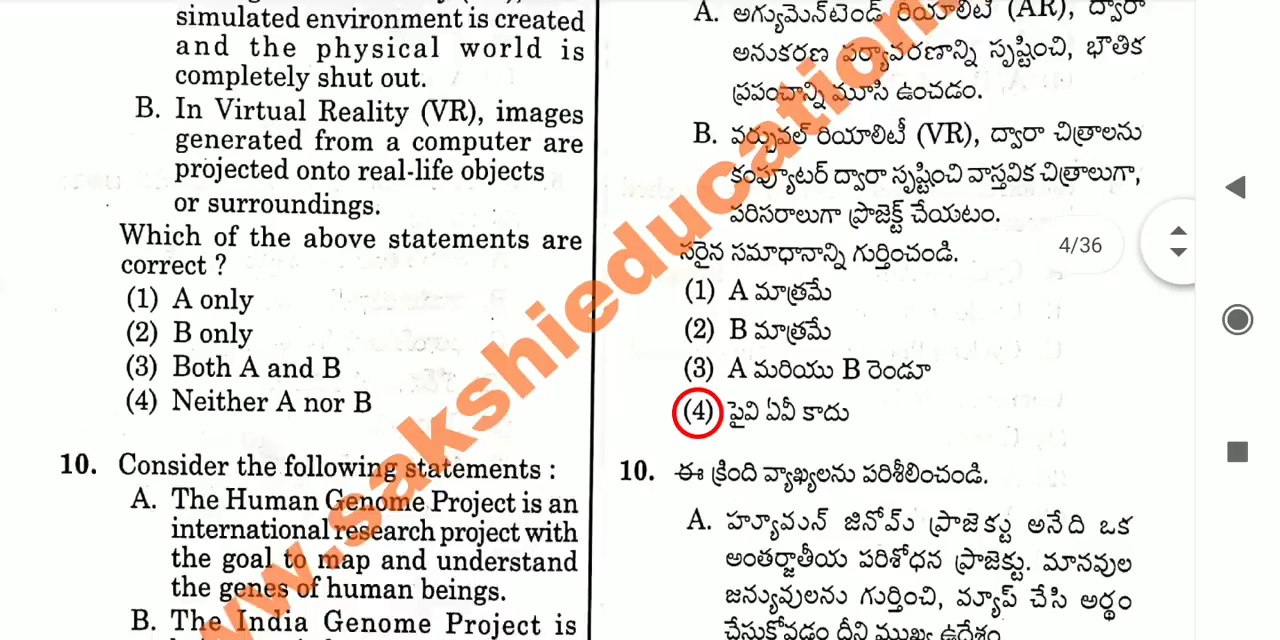 simulated environment is created
and the physical world is
completely shut out.
B. In Virtual Reality (VR), images
generated from a computer are
projected onto real-life objects
or surroundings.
Which of the above statements are
correct ?
(1) A only
(2) B only
(3) Both A and B
(4) Neither A nor B
10. Consider the following statements :
A. The Human Genome Project is an
international research project with
the goal to map and understand
the genes of human beings.
B. The India Genome Project is
A. అగ్యుమెన్‌టెండ్ రియాలిటీ (AR), ద్వారా
అనుకరణ పర్యావరణాన్ని సృష్టించి, భౌతిక
ప్రపంచాన్ని మూసి ఉంచడం.
B. వర్చువల్ రియాలిటీ (VR), ద్వారా చిత్రాలను
కంప్యూటర్ ద్వారా సృష్టించి వాస్తవిక చిత్రాలుగా,
పరిసరాలుగా ప్రొజెక్ట్ చేయటం.
సరైన సమాధానాన్ని గుర్తించండి.
(1) A మాత్రమే
(2) B మాత్రమే
(3) A మరియు B రెండూ
(4) పైవి ఏవీ కాదు
10. ఈ క్రింది వ్యాఖ్యలను పరిశీలించండి.
A. హ్యూమన్ జినోమ్ ప్రాజెక్టు అనేది ఒక
అంతర్జాతీయ పరిశోధన ప్రాజెక్టు. మానవుల
జన్యువులను గుర్తించి, మ్యాప్ చేసి అర్థం
చేసుకోవడం దీని ముఖ్య ఉద్దేశం.
4/36
www.sakshieducation